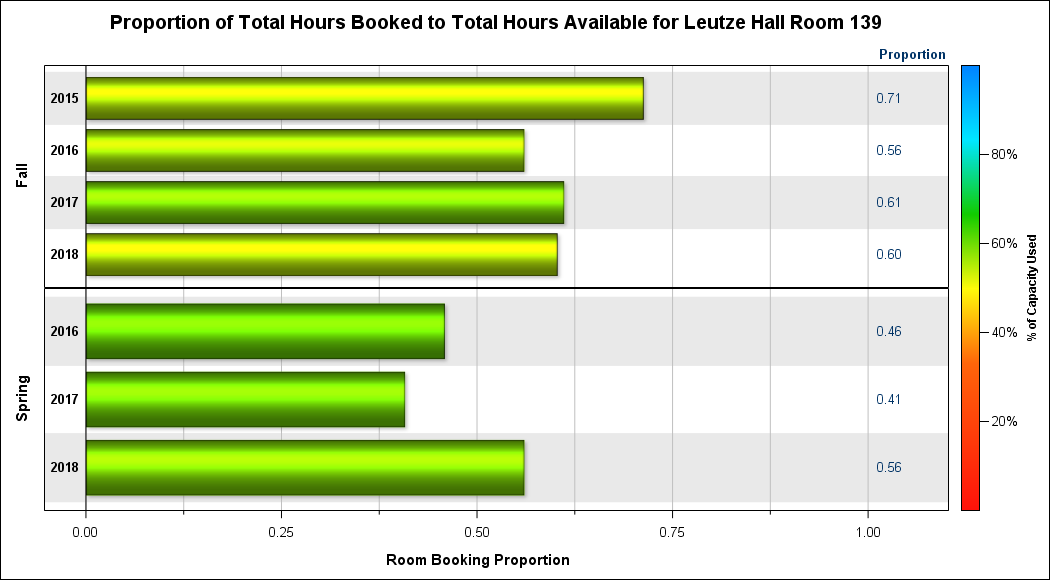 Proportion of Total Hours Booked to Total Hours Available for Leutze Hall Room 139
Proportion
Fall
2015 0.71
2016 0.56
2017 0.61
2018 0.60
Spring
2016 0.46
2017 0.41
2018 0.56
0.00 0.25 0.50 0.75 1.00
Room Booking Proportion
80%
60%
40%
20%
% of Capacity Used